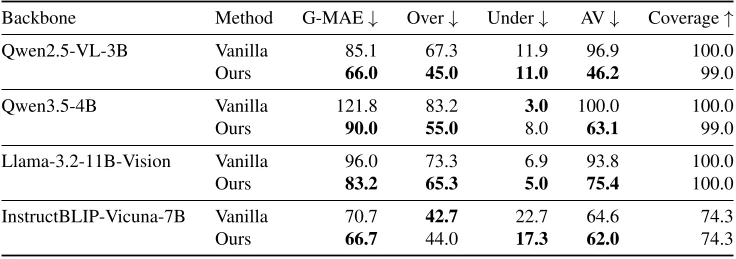 Backbone Method G-MAE ↓ Over ↓ Under ↓ AV ↓ Coverage ↑
Qwen2.5-VL-3B Vanilla 85.1 67.3 11.9 96.9 100.0
Ours 66.0 45.0 11.0 46.2 99.0
Qwen3.5-4B Vanilla 121.8 83.2 3.0 100.0 100.0
Ours 90.0 55.0 8.0 63.1 99.0
Llama-3.2-11B-Vision Vanilla 96.0 73.3 6.9 93.8 100.0
Ours 83.2 65.3 5.0 75.4 100.0
InstructBLIP-Vicuna-7B Vanilla 70.7 42.7 22.7 64.6 74.3
Ours 66.7 44.0 17.3 62.0 74.3